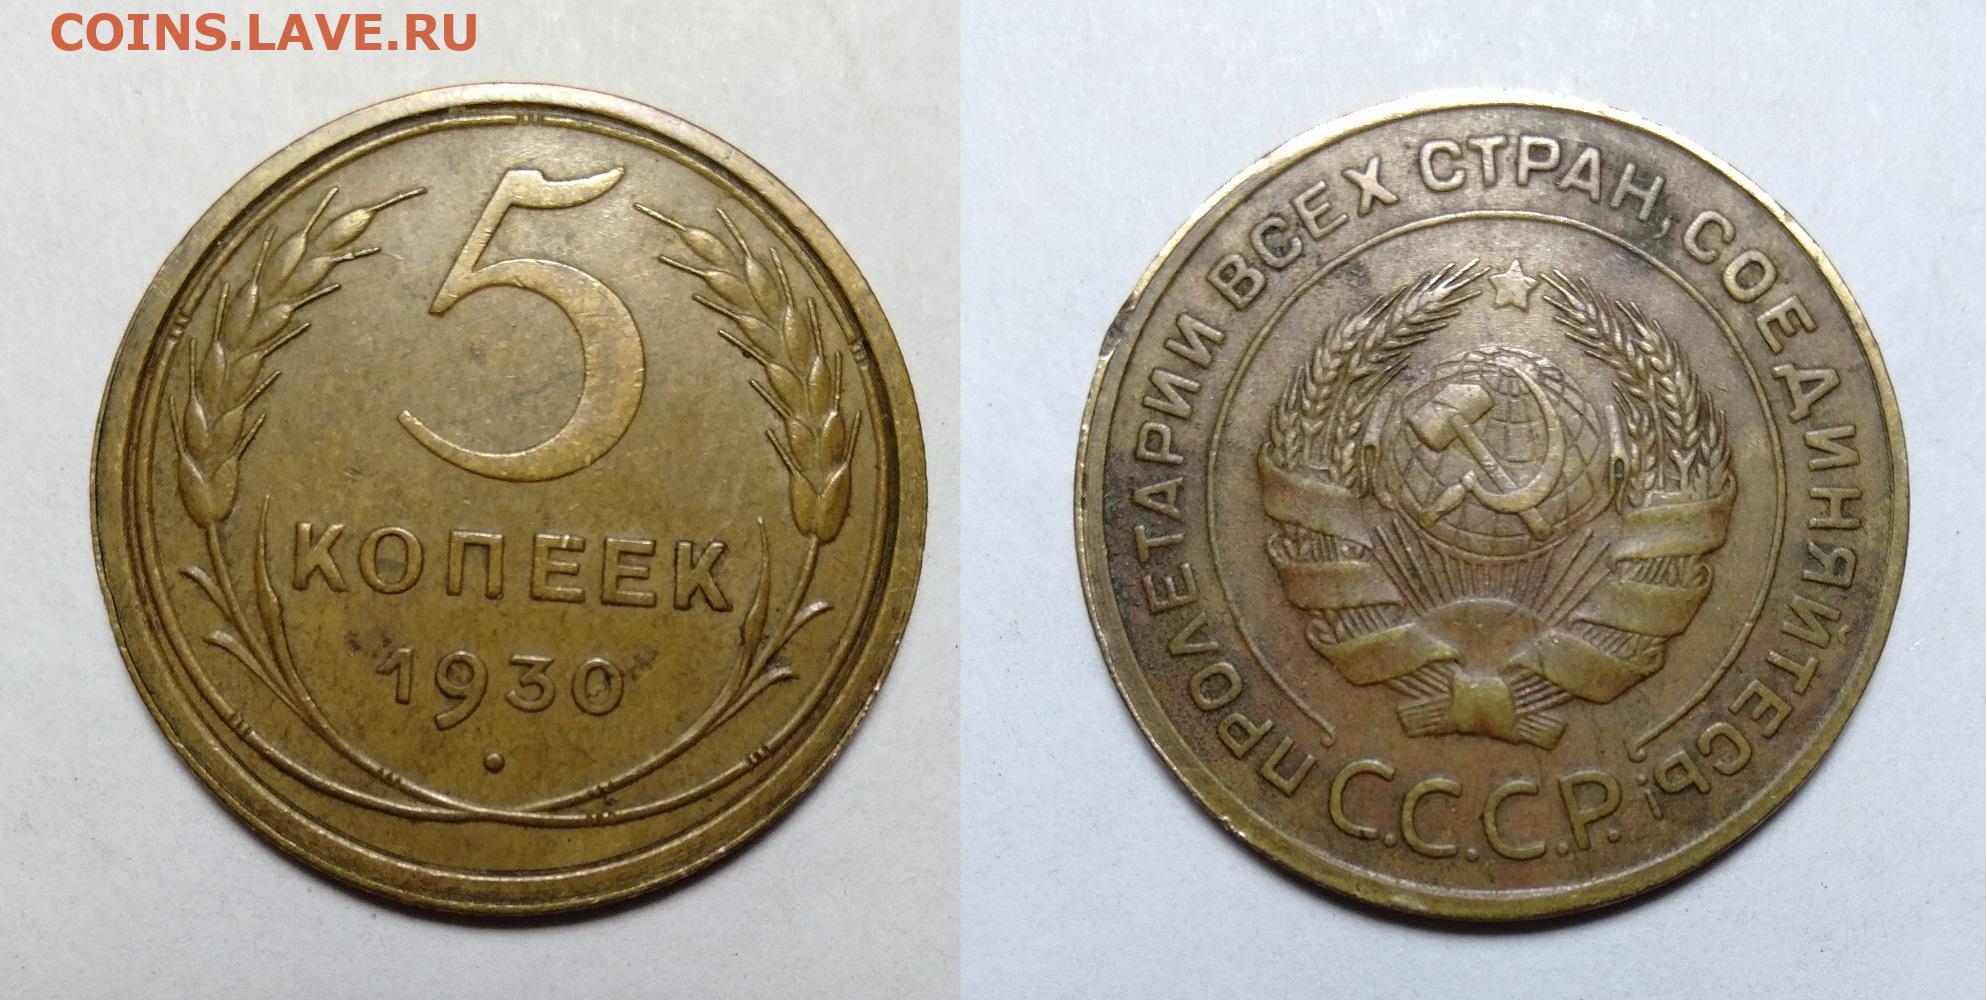 COINS.LAVE.RU
5
КОПЕЕК
1930
ПРОЛЕТАРИИ ВСЕХ СТРАН, СОЕДИНЯЙТЕСЬ!
С.С.С.Р.